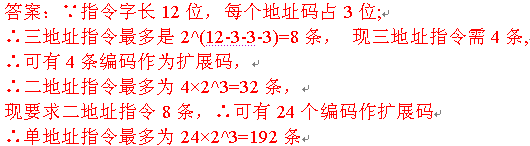 答案：∵指令字长 12 位，每个地址码占 3 位;
∴三地址指令最多是 2^(12-3-3-3)=8 条， 现三地址指令需 4 条,
∴可有 4 条编码作为扩展码，
∴二地址指令最多为 4×2^3=32 条，
现要求二地址指令 8 条，∴可有 24 个编码作扩展码
∴单地址指令最多为 24×2^3=192 条